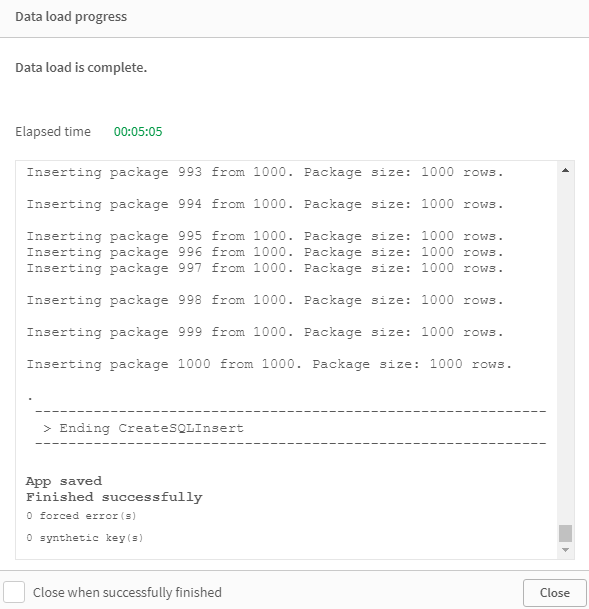 Data load progress
Data load is complete.
Elapsed time 00:05:05
Inserting package 993 from 1000. Package size: 1000 rows.
Inserting package 994 from 1000. Package size: 1000 rows.
Inserting package 995 from 1000. Package size: 1000 rows.
Inserting package 996 from 1000. Package size: 1000 rows.
Inserting package 997 from 1000. Package size: 1000 rows.
Inserting package 998 from 1000. Package size: 1000 rows.
Inserting package 999 from 1000. Package size: 1000 rows.
Inserting package 1000 from 1000. Package size: 1000 rows.
.
-------------------------------------------------------------
> Ending CreateSQLInsert
-------------------------------------------------------------
App saved
Finished successfully
0 forced error(s)
0 synthetic key(s)
Close when successfully finished
Close